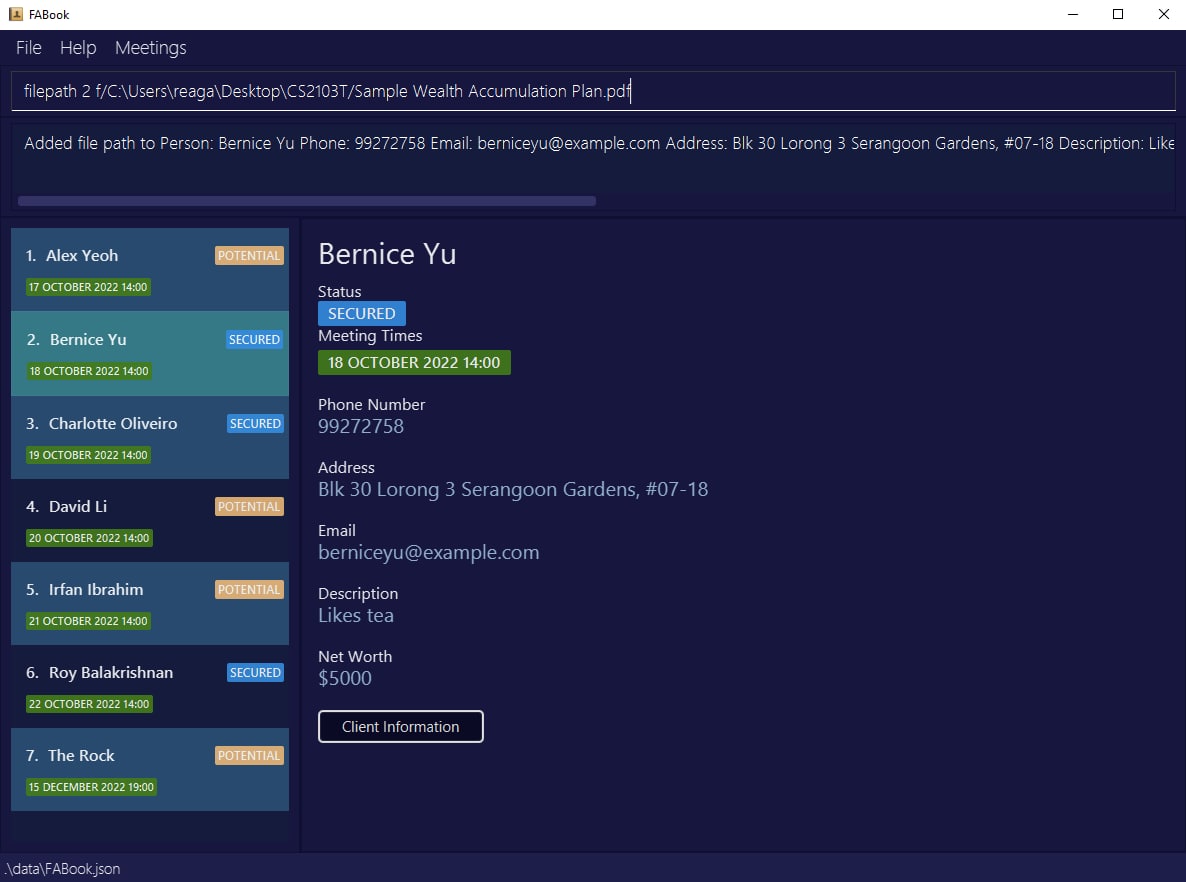 FABook
File Help Meetings
filepath 2 f/C:\Users\reaga\Desktop\CS2103T/Sample Wealth Accumulation Plan.pdf
Added file path to Person: Bernice Yu Phone: 99272758 Email: berniceyu@example.com Address: Blk 30 Lorong 3 Serangoon Gardens, #07-18 Description: Like
1. Alex Yeoh POTENTIAL
17 OCTOBER 2022 14:00
2. Bernice Yu SECURED
18 OCTOBER 2022 14:00
3. Charlotte Oliveiro SECURED
19 OCTOBER 2022 14:00
4. David Li POTENTIAL
20 OCTOBER 2022 14:00
5. Irfan Ibrahim POTENTIAL
21 OCTOBER 2022 14:00
6. Roy Balakrishnan SECURED
22 OCTOBER 2022 14:00
7. The Rock POTENTIAL
15 DECEMBER 2022 19:00
Bernice Yu
Status
SECURED
Meeting Times
18 OCTOBER 2022 14:00
Phone Number
99272758
Address
Blk 30 Lorong 3 Serangoon Gardens, #07-18
Email
berniceyu@example.com
Description
Likes tea
Net Worth
$5000
Client Information
.\data\FABook.json